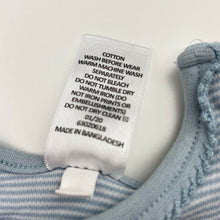 COTTON
WASH BEFORE WEAR
WARM MACHINE WASH
SEPARATELY
DO NOT BLEACH
DO NOT TUMBLE DRY
WARM IRON (DO
NOT IRON PRINTS OR
EMBELLISHMENTS)
DO NOT DRY CLEAN
01/20
63020618
MADE IN BANGLADESH